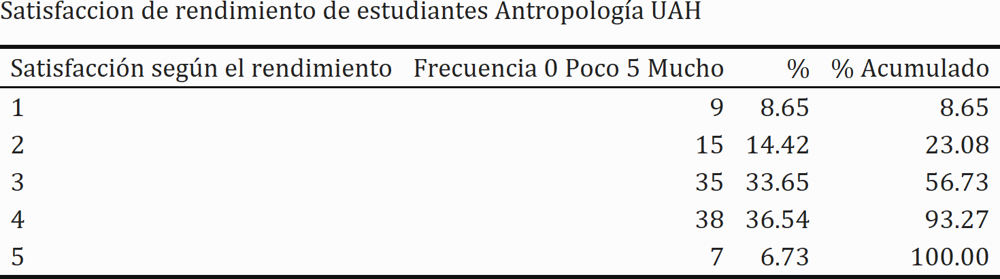 Satisfaccion de rendimiento de estudiantes Antropología UAH
Satisfacción según el rendimiento Frecuencia 0 Poco 5 Mucho % % Acumulado
1 9 8.65 8.65
2 15 14.42 23.08
3 35 33.65 56.73
4 38 36.54 93.27
5 7 6.73 100.00